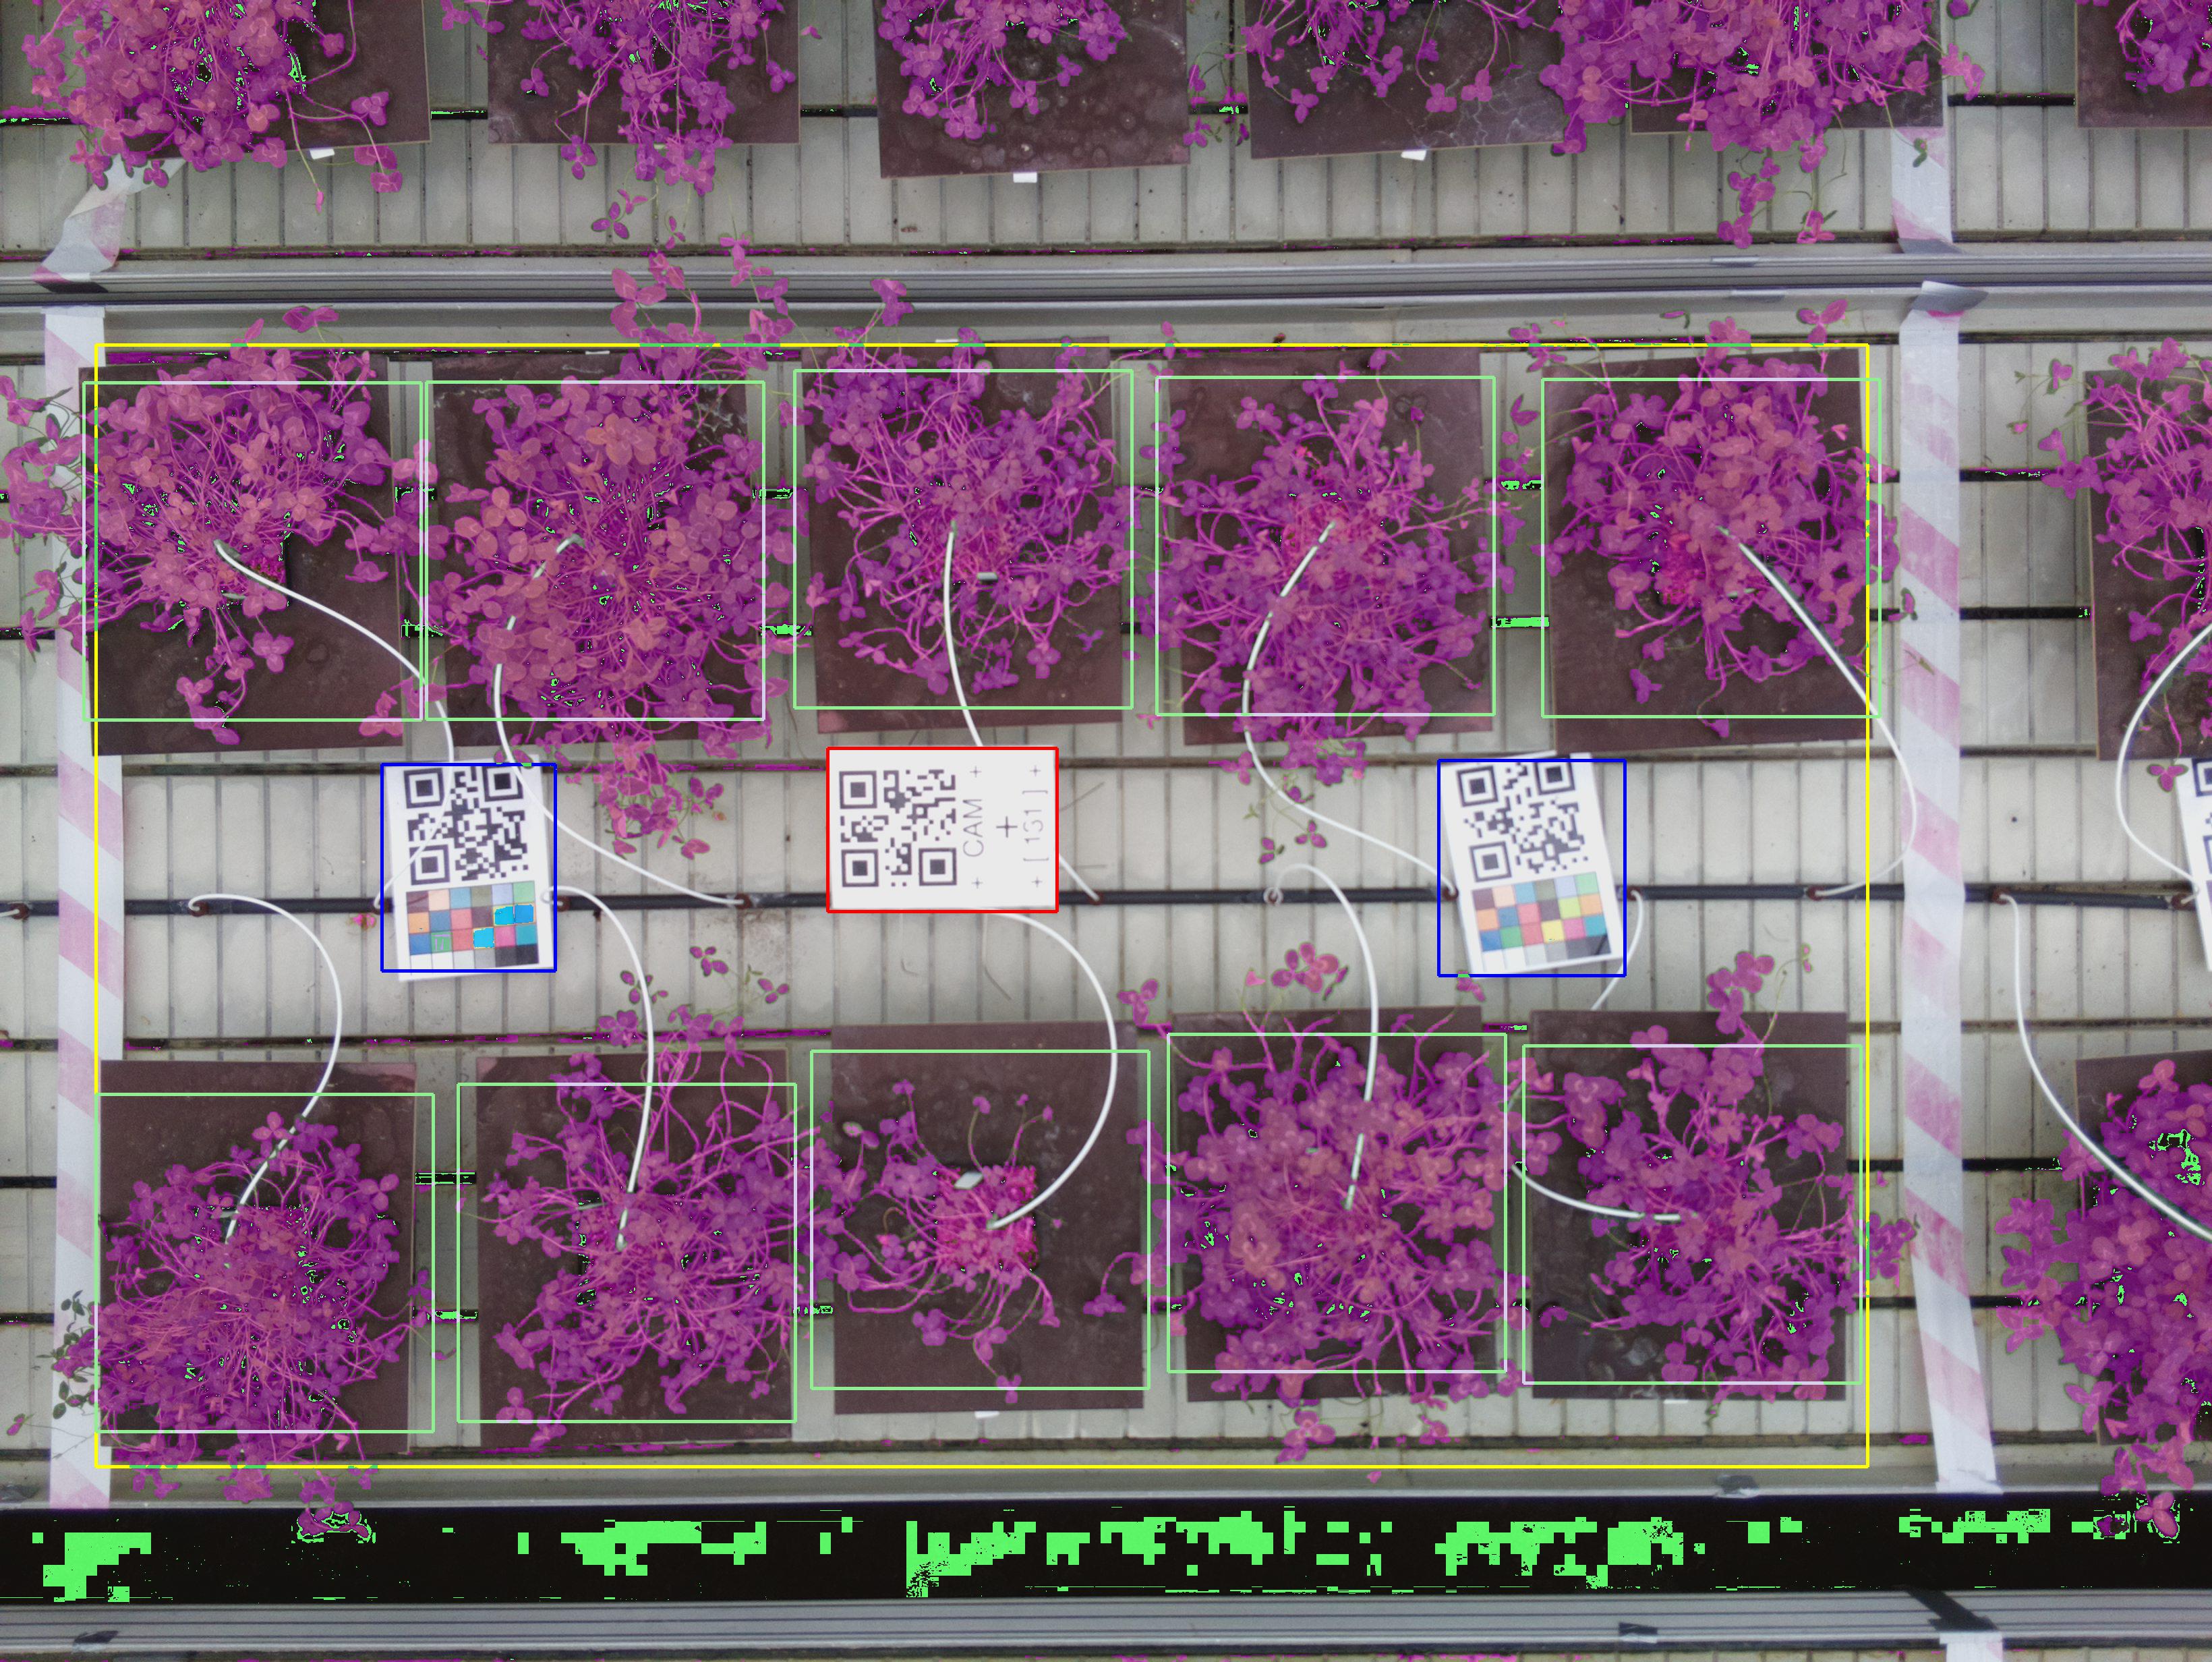 + CAM +
+
+ [ 131 ] +